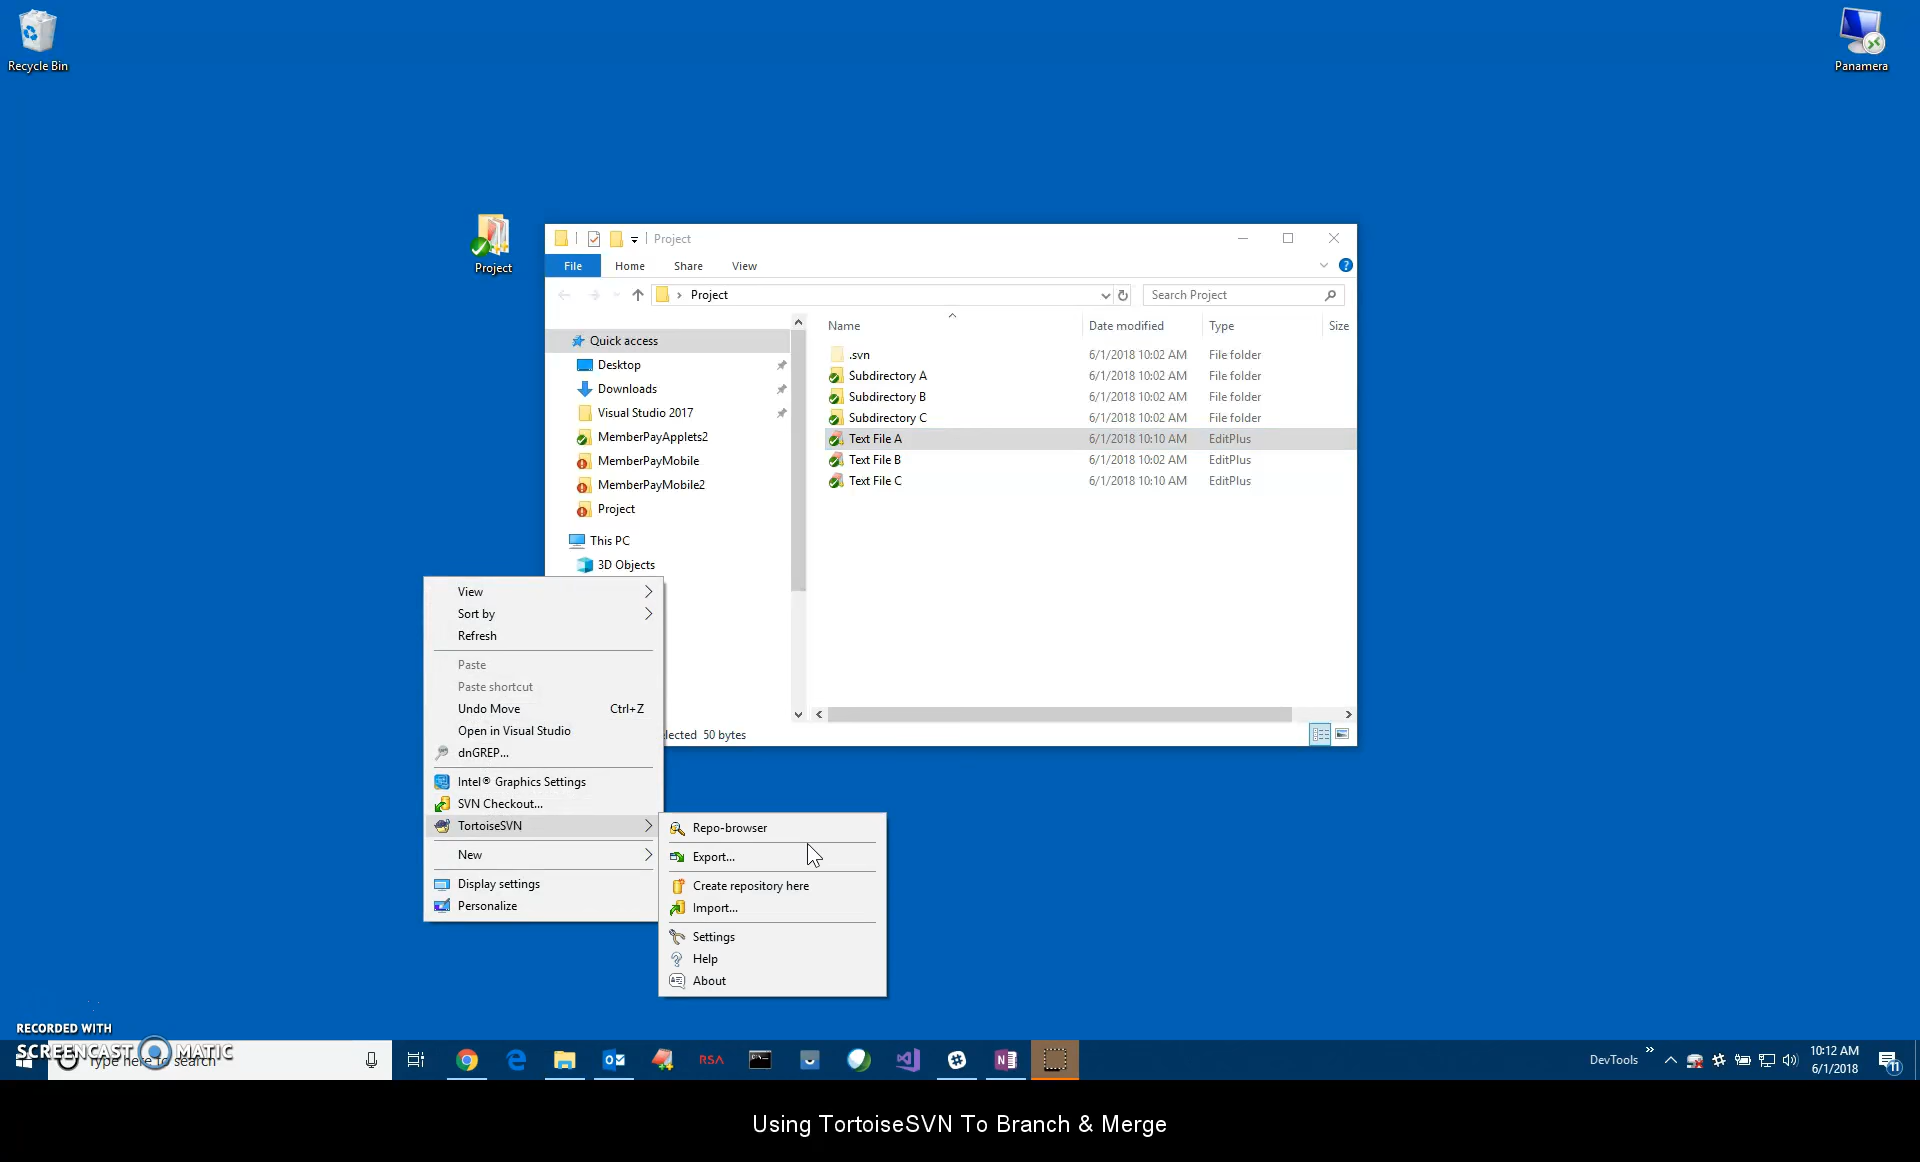 Recycle Bin
Panamera
Project
Project
File
Home
Share
View
Project
Search Project
Quick access
Desktop
Downloads
Visual Studio 2017
MemberPayApplets2
MemberPayMobile
MemberPayMobile2
Project
This PC
3D Objects
Name
Date modified
Type
Size
.svn 6/1/2018 10:02 AM File folder
Subdirectory A 6/1/2018 10:02 AM File folder
Subdirectory B 6/1/2018 10:02 AM File folder
Subdirectory C 6/1/2018 10:02 AM File folder
Text File A 6/1/2018 10:10 AM EditPlus
Text File B 6/1/2018 10:02 AM EditPlus
Text File C 6/1/2018 10:10 AM EditPlus
lected 50 bytes
View
Sort by
Refresh
Paste
Paste shortcut
Undo Move Ctrl+Z
Open in Visual Studio
dnGREP...
Intel® Graphics Settings
SVN Checkout...
TortoiseSVN
New
Display settings
Personalize
Repo-browser
Export...
Create repository here
Import...
Settings
Help
About
RECORDED WITH
SCREENCAST MATIC
Type here to search
RSA
DevTools
10:12 AM
6/1/2018
11
Using TortoiseSVN To Branch & Merge